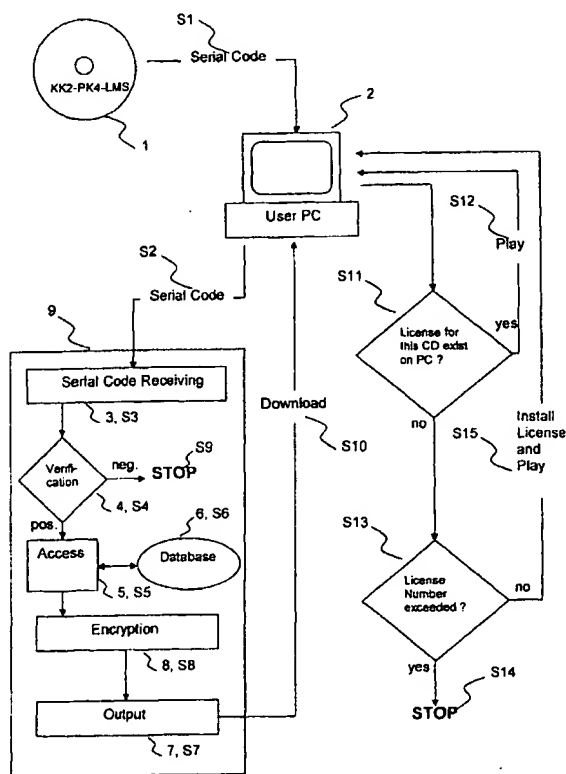 S1
Serial Code
KK2-PK4-LMS
1
2
User PC
S2
Serial Code
S12
Play
S11
License for
this CD exist
on PC ?
yes
no
9
Serial Code Receiving
3, S3
Download
S10
Install
License
and
Play
S15
Verifi-
cation
neg.
S9
STOP
4, S4
pos.
6, S6
Access
Database
5, S5
S13
License
Number
exceeded ?
no
yes
Encryption
8, S8
S14
STOP
Output
7, S7